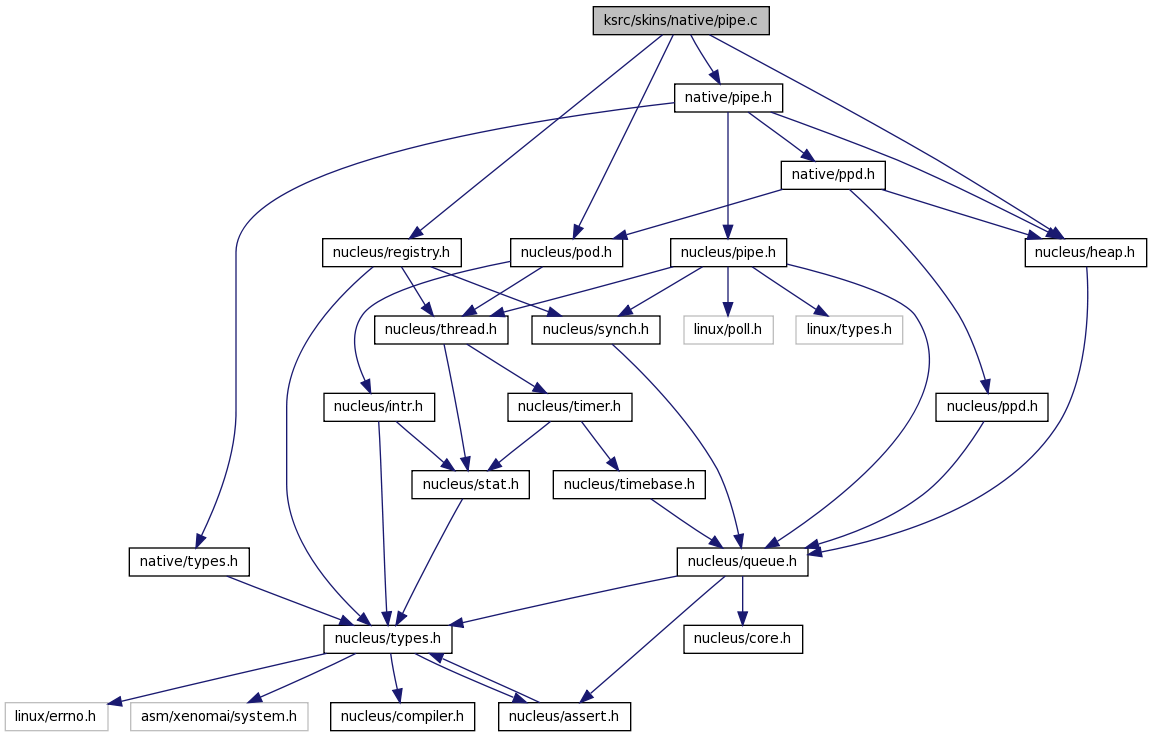 ksrc/skins/native/pipe.c
native/pipe.h
native/ppd.h
nucleus/registry.h
nucleus/pod.h
nucleus/pipe.h
nucleus/heap.h
nucleus/thread.h
nucleus/synch.h
linux/poll.h
linux/types.h
nucleus/intr.h
nucleus/timer.h
nucleus/ppd.h
nucleus/stat.h
nucleus/timebase.h
native/types.h
nucleus/queue.h
nucleus/types.h
nucleus/core.h
linux/errno.h
asm/xenomai/system.h
nucleus/compiler.h
nucleus/assert.h